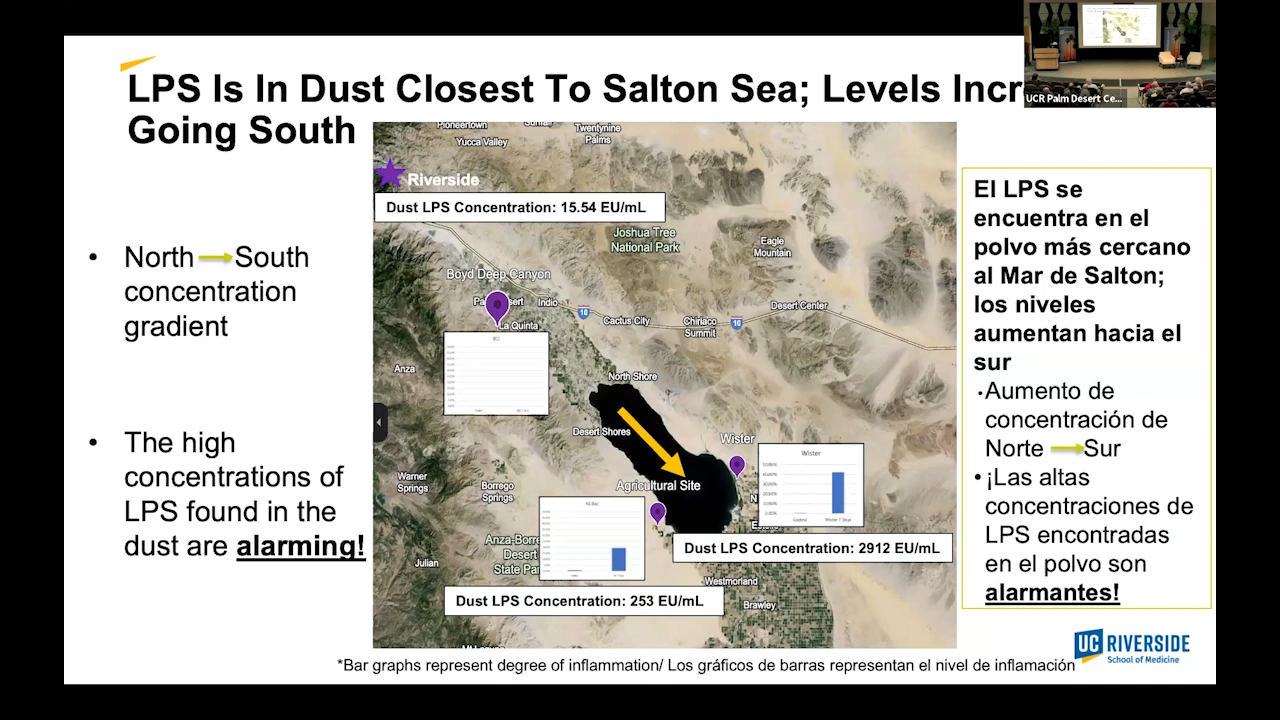 LPS Is In Dust Closest To Salton Sea; Levels Incr
Going South
UCR Palm Desert Ce...
North
South
concentration
gradient
The high
concentrations of
LPS found in the
dust are alarming!
Pioneertown
Yucca Valley
Twentynine
Palms
Riverside
Dust LPS Concentration: 15.54 EU/mL
Joshua Tree
National Park
Eagle
Mountain
Boyd Deep Canyon
Indio
10
Desert Center
La Quinta
Cactus City
Chiriaco
Summit
10
Anza
North Shore
Desert Shores
Wister
Wister
Control
Warner
Springs
Borrego
Springs
Agricultural Site
Anza-Borr
Desert
State Par
Julian
Dust LPS Concentration: 2912 EU/mL
Westmorland
Dust LPS Concentration: 253 EU/mL
Brawley
El LPS se
encuentra en el
polvo más cercano
al Mar de Salton;
los niveles
aumentan hacia el
sur
Aumento de
concentración de
Norte
Sur
¡Las altas
concentraciones de
LPS encontradas
en el polvo son
alarmantes!
*Bar graphs represent degree of inflammation/ Los gráficos de barras representan el nivel de inflamación
UC RIVERSIDE
School of Medicine